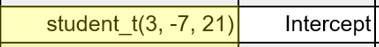 student_t(3, -7, 21) Intercept